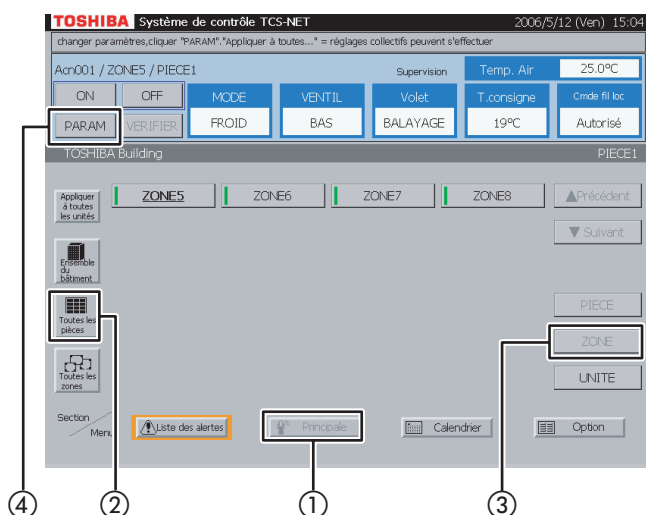 TOSHIBA Système de contrôle TCS-NET 2006/5/12 (Ven) 15:04
changer paramètres,cliquer "PARAM"."Appliquer à toutes..." = réglages collectifs peuvent s'effectuer
Acn001 / ZONE5 / PIECE1 Supervision Temp. Air 25.0ºC
ON OFF MODE VENTIL Volet T.consigne Cmde fil loc
PARAM VERIFIER FROID BAS BALAYAGE 19ºC Autorisé
TOSHIBA Building PIECE1
Appliquer
à toutes
les unités
ZONE5 ZONE6 ZONE7 ZONE8 ▲Précédent
▼ Suivant
Ensemble
du
bâtiment
Toutes les
pièces
PIECE
ZONE
Toutes les
zones
UNITE
Section
Menu
Liste des alertes Principale Calendrier Option
④ ② ① ③